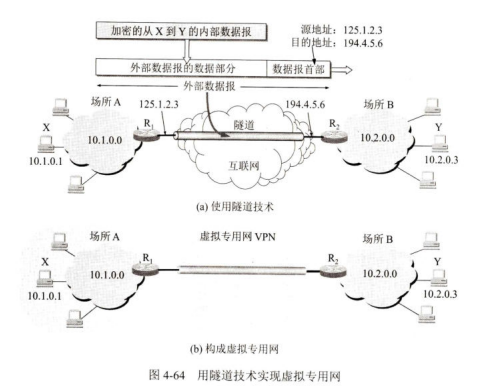 加密的从 X 到 Y 的内部数据报
源地址：125.1.2.3
目的地址：194.4.5.6
外部数据报的数据部分
数据报首部
外部数据报
场所 A
125.1.2.3
194.4.5.6
场所 B
X
R1
隧道
R2
Y
10.1.0.0
10.2.0.0
10.1.0.1
互联网
10.2.0.3
(a) 使用隧道技术
场所 A
虚拟专用网 VPN
场所 B
X
R1
R2
Y
10.1.0.0
10.2.0.0
10.1.0.1
10.2.0.3
(b) 构成虚拟专用网
图 4-64 用隧道技术实现虚拟专用网